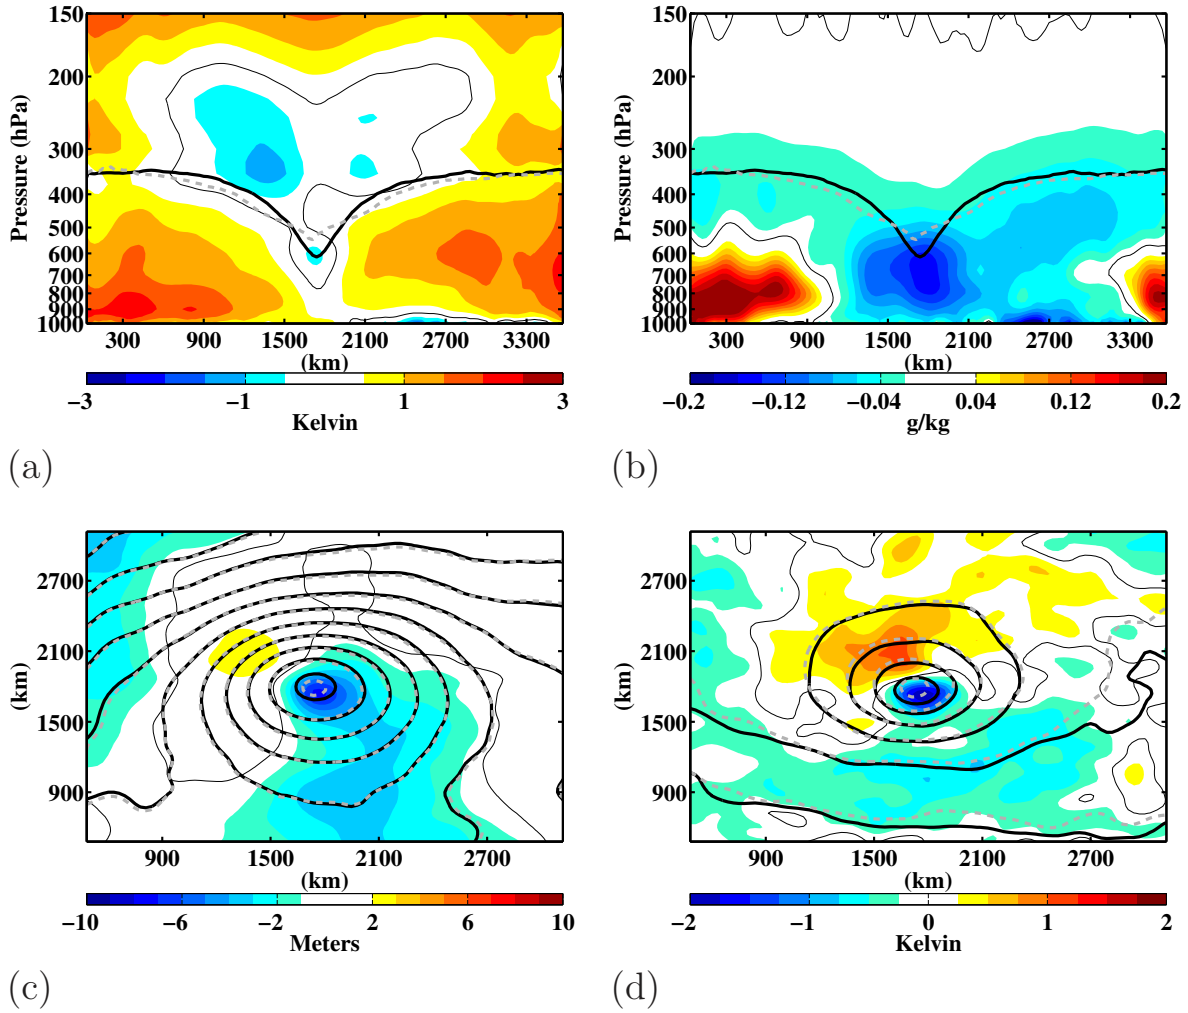 150
200
300
400
500
600
700
800
900
1000
Pressure (hPa)
300 900 1500 2100 2700 3300
(km)
−3 −1 1 3
Kelvin
(a)
150
200
300
400
500
600
700
800
900
1000
Pressure (hPa)
300 900 1500 2100 2700 3300
(km)
−0.2 −0.12 −0.04 0.04 0.12 0.2
g/kg
(b)
2700
2100
1500
900
(km)
900 1500 2100 2700
(km)
−10 −6 −2 2 6 10
Meters
(c)
2700
2100
1500
900
(km)
900 1500 2100 2700
(km)
−2 −1 0 1 2
Kelvin
(d)